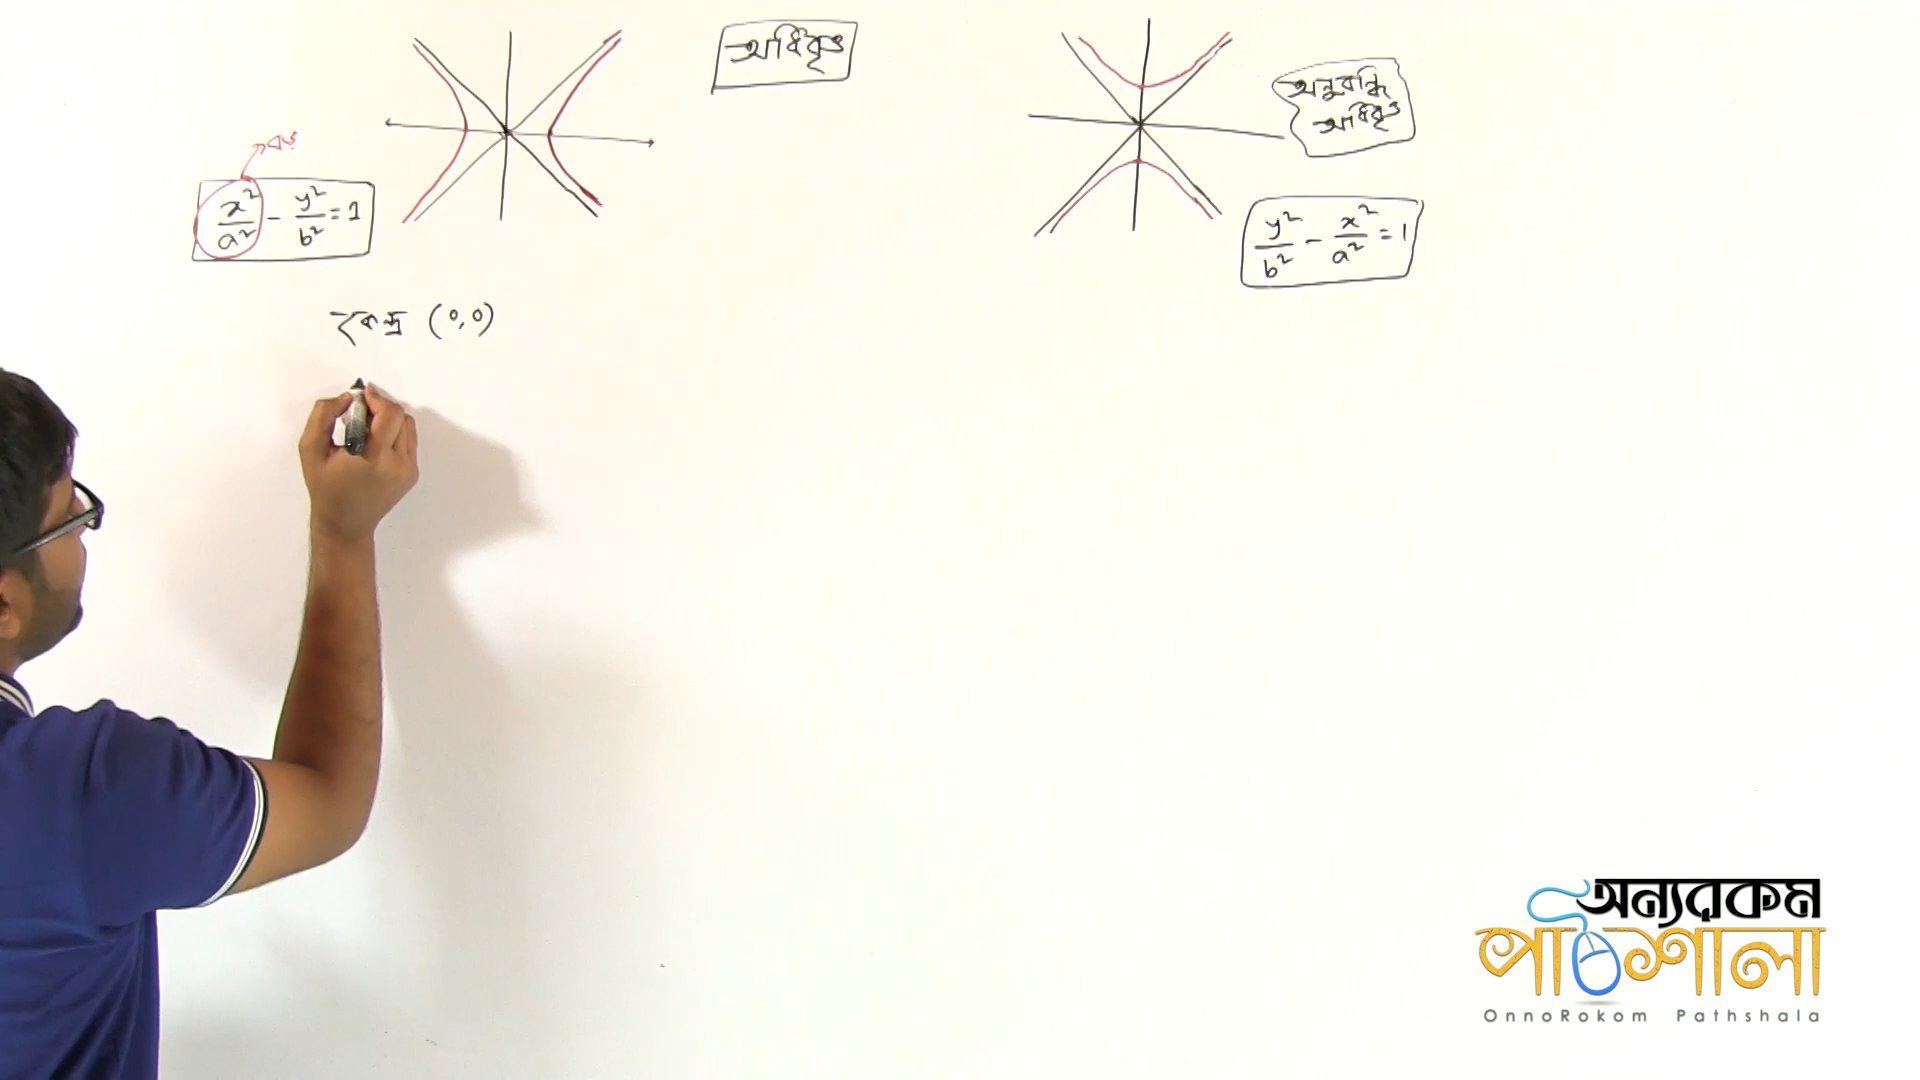 অধিবৃত্ত
অনুবন্ধি
অধিবৃত্ত
বড়
x²/a² - y²/b² = 1
y²/b² - x²/a² = 1
কেন্দ্র (0,0)
অন্যরকম
পাঠশালা
OnnoRokom Pathshala